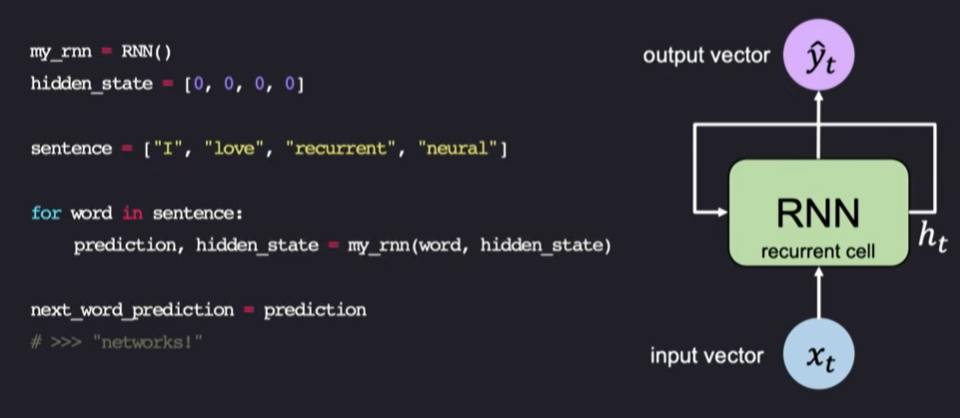 my_rnn = RNN()
hidden_state = [0, 0, 0, 0]
sentence = ["I", "love", "recurrent", "neural"]
for word in sentence:
    prediction, hidden_state = my_rnn(word, hidden_state)
next_word_prediction = prediction
# >>> "networks!"
output vector
ŷₜ
RNN
recurrent cell
hₜ
input vector
xₜ